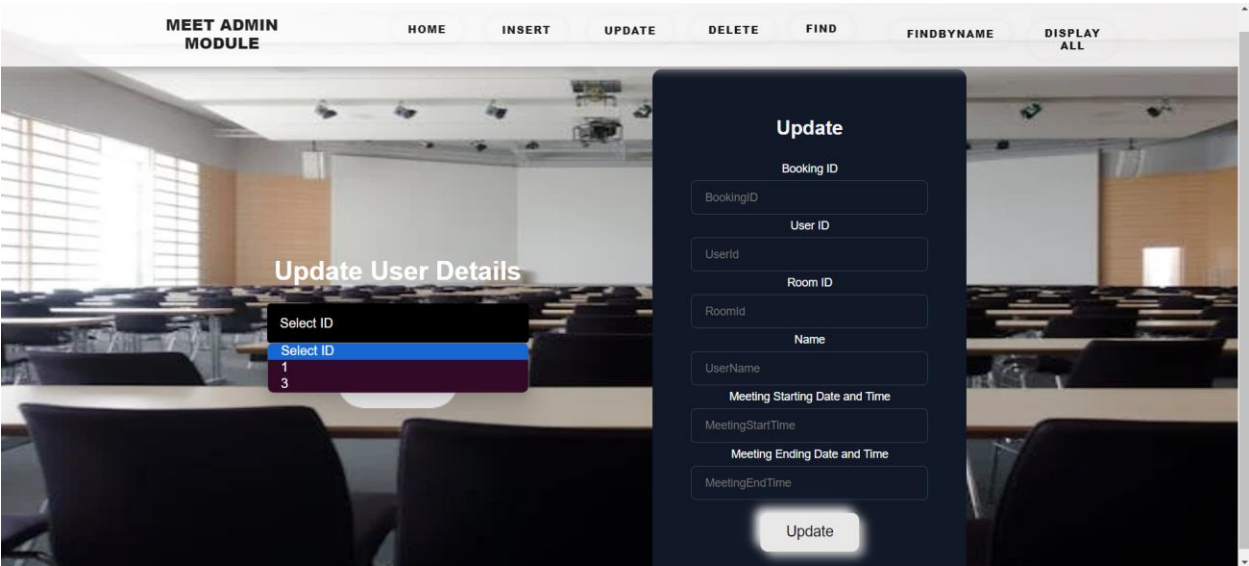 MEET ADMIN
MODULE
HOME
INSERT
UPDATE
DELETE
FIND
FINDBYNAME
DISPLAY
ALL
Update User Details
Select ID
Select ID
1
3
Update
Booking ID
BookingID
User ID
UserId
Room ID
RoomId
Name
UserName
Meeting Starting Date and Time
MeetingStartTime
Meeting Ending Date and Time
MeetingEndTime
Update